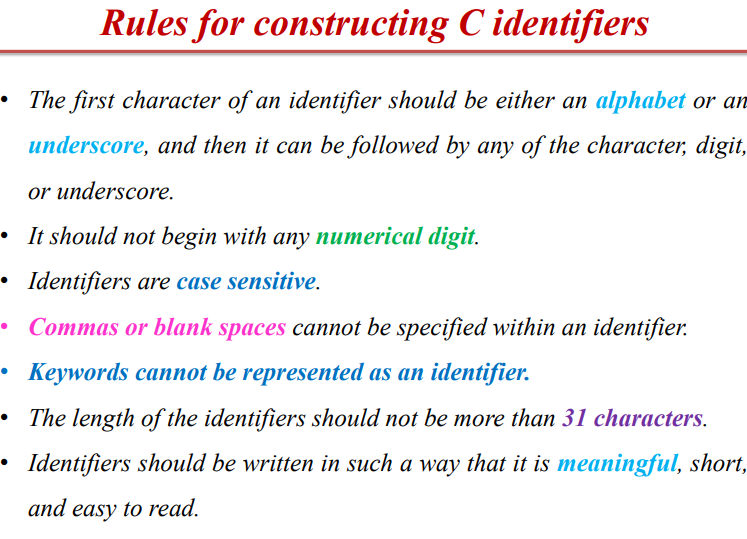 Rules for constructing C identifiers
• The first character of an identifier should be either an alphabet or an
underscore, and then it can be followed by any of the character, digit,
or underscore.
• It should not begin with any numerical digit.
• Identifiers are case sensitive.
• Commas or blank spaces cannot be specified within an identifier.
• Keywords cannot be represented as an identifier.
• The length of the identifiers should not be more than 31 characters.
• Identifiers should be written in such a way that it is meaningful, short,
and easy to read.